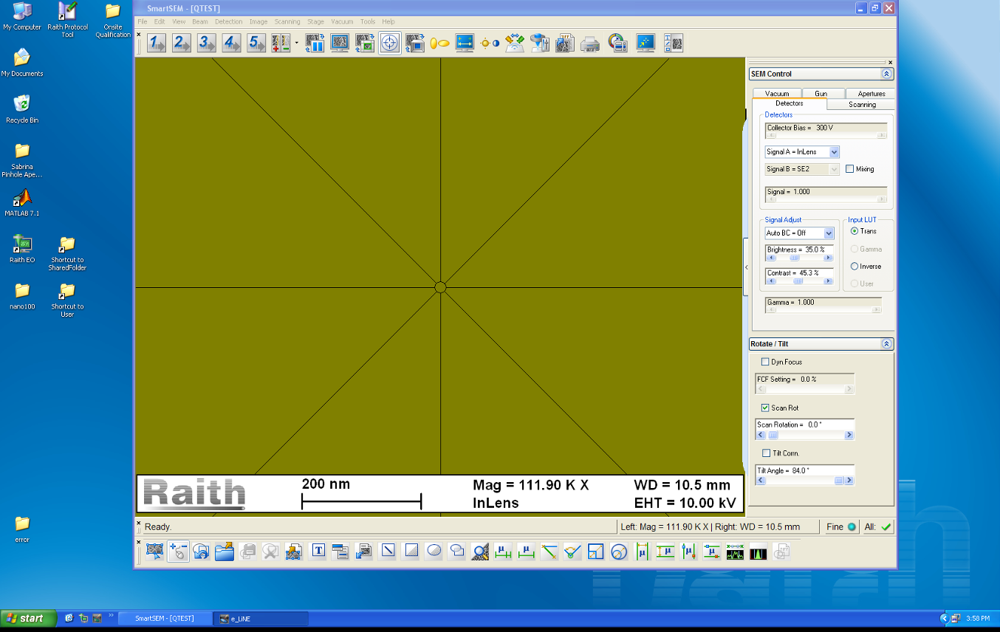 My Computer
Raith Protocol
Tool
Onsite
Qualification
My Documents
Recycle Bin
Sabrina
Pinhole Ape...
MATLAB 7.1
Raith EO
Shortcut to
SharedFolder
nano100
Shortcut to
User
error
SmartSEM - [QTEST]
File Edit View Beam Detection Image Scanning Stage Vacuum Tools Help
1 2 3 4 5
SEM Control
Vacuum Gun Apertures
Detectors Scanning
Detectors
Collector Bias = 300 V
Signal A = InLens
Signal B = SE2 Mixing
Signal = 1.000
Signal Adjust Input LUT
Auto BC = Off Trans
Brightness = 35.0 % Gamma
Contrast = 45.3 % Inverse
User
Gamma = 1.000
Rotate / Tilt
Dyn.Focus
FCF Setting = 0.0 %
Scan Rot
Scan Rotation = 0.0 °
Tilt Corrn.
Tilt Angle = 84.0 °
Raith
200 nm
Mag = 111.90 K X WD = 10.5 mm
InLens EHT = 10.00 kV
Ready.
Left: Mag = 111.90 K X | Right: WD = 10.5 mm
Fine All:
start
SmartSEM - [QTEST]
e_LiNE
3:58 PM